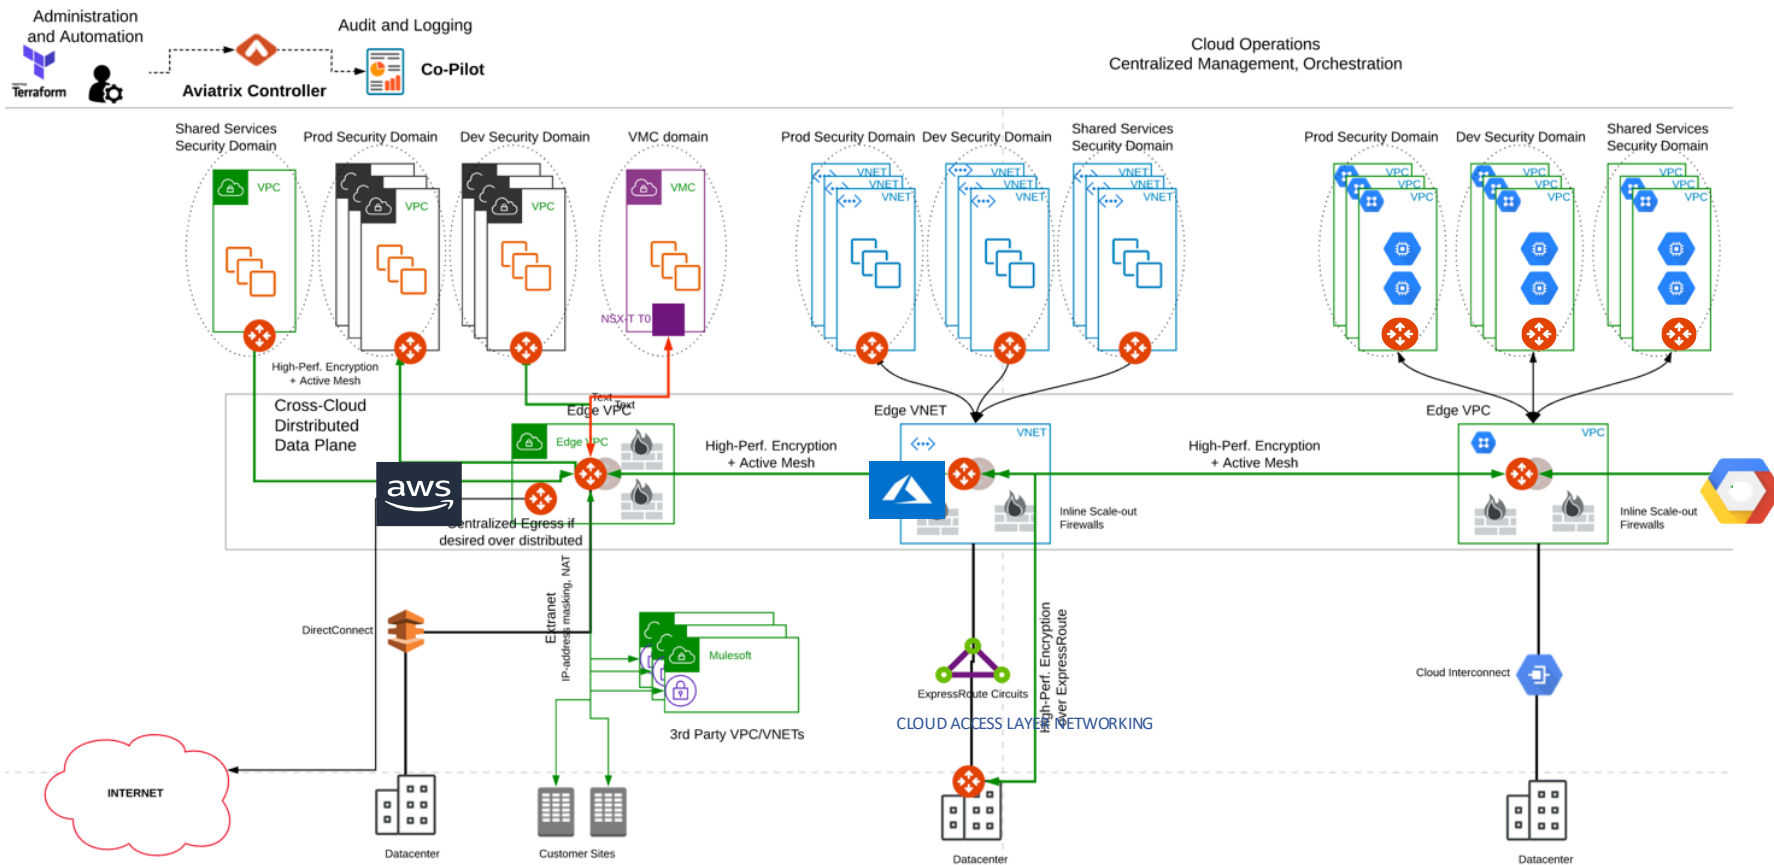 Administration
and Automation
Terraform
Aviatrix Controller
Audit and Logging
Co-Pilot
Cloud Operations
Centralized Management, Orchestration
Shared Services
Security Domain
VPC
Prod Security Domain
VPC
Dev Security Domain
VPC
VMC domain
VMC
NSX-T T0
Prod Security Domain
VNET
VNET
VNET
Dev Security Domain
VNET
VNET
VNET
Shared Services
Security Domain
VNET
VNET
VNET
Prod Security Domain
VPC
VPC
VPC
Dev Security Domain
VPC
VPC
VPC
Shared Services
Security Domain
VPC
VPC
VPC
High-Perf. Encryption
+ Active Mesh
Cross-Cloud
Dirstributed
Data Plane
Text
Text
Edge VPC
Edge VPC
aws
Centralized Egress if
desired over distributed
High-Perf. Encryption
+ Active Mesh
Edge VNET
VNET
Inline Scale-out
Firewalls
High-Perf. Encryption
+ Active Mesh
Edge VPC
VPC
Inline Scale-out
Firewalls
DirectConnect
Extranet
IP-address masking, NAT
Mulesoft
3rd Party VPC/VNETs
ExpressRoute Circuits
High-Perf. Encryption
over ExpressRoute
CLOUD ACCESS LAYER NETWORKING
Cloud Interconnect
INTERNET
Datacenter
Customer Sites
Datacenter
Datacenter